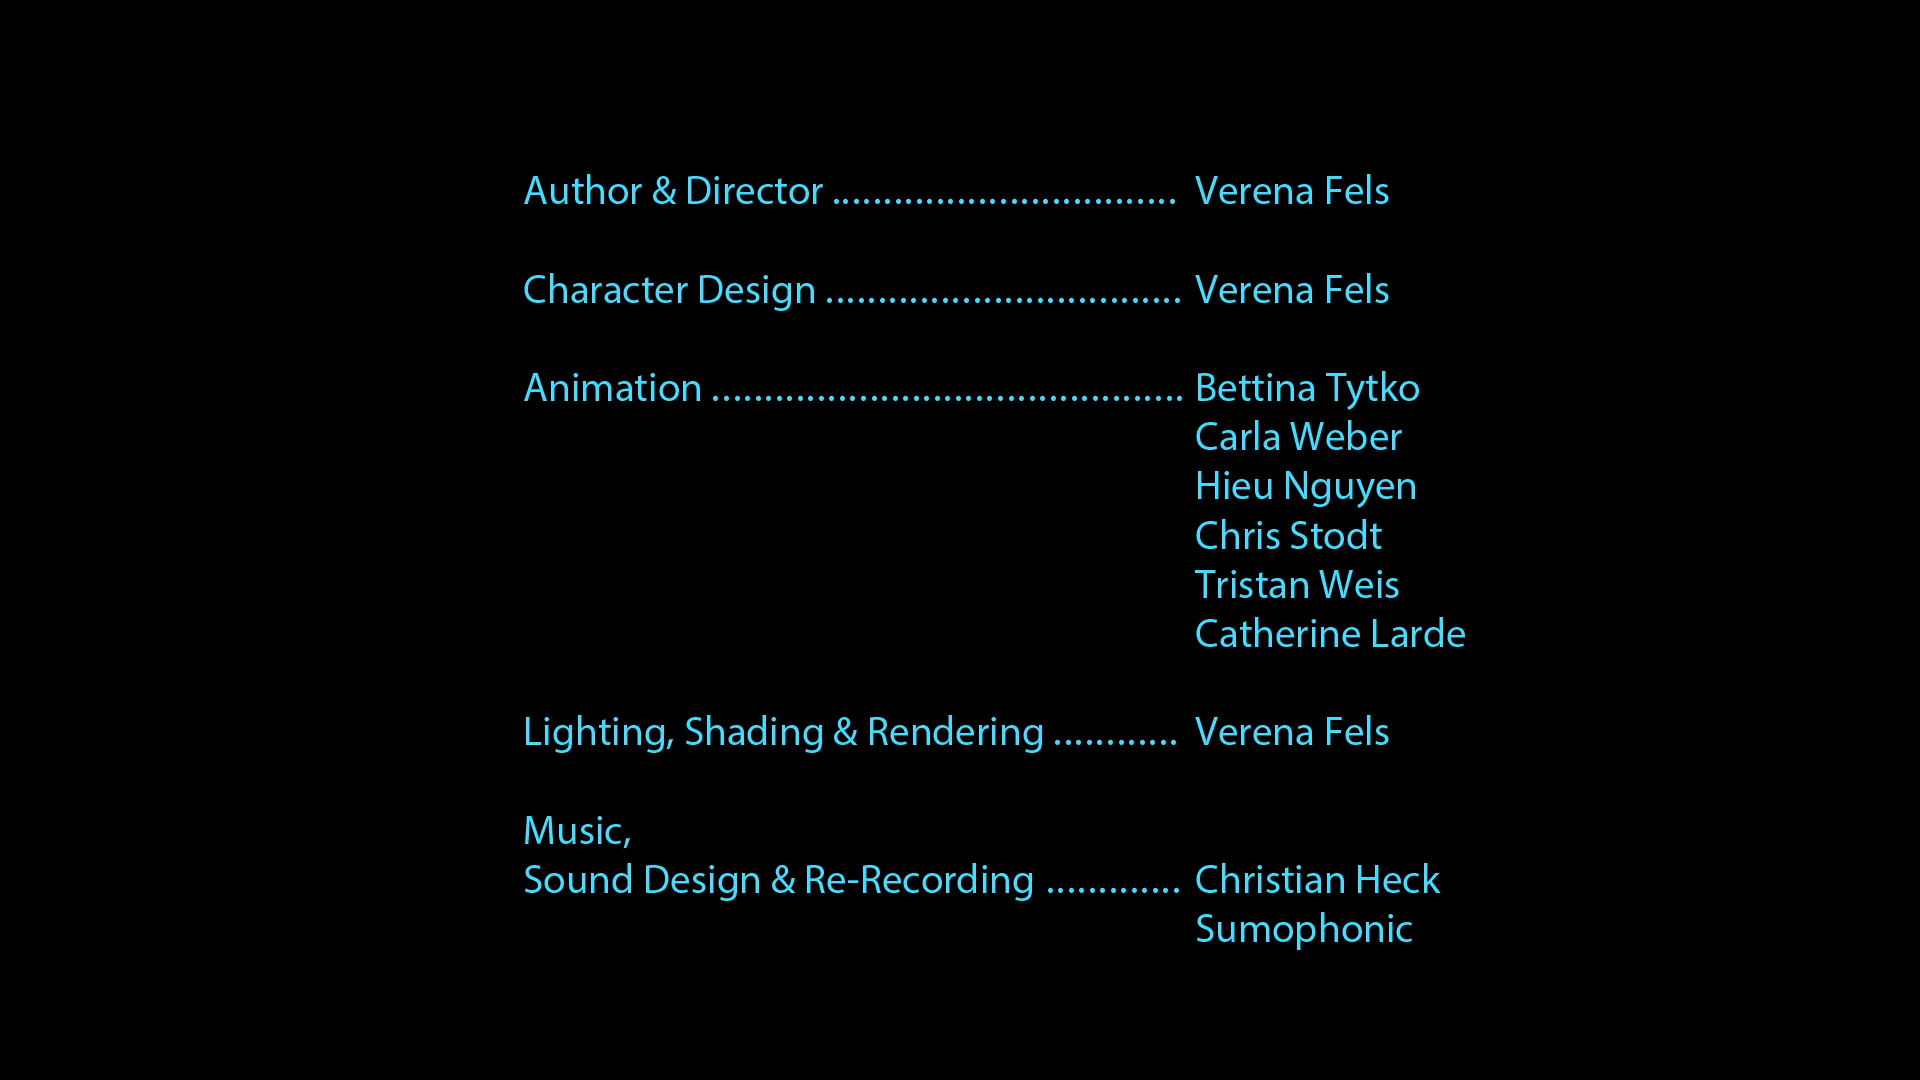 Author & Director ................................. Verena Fels
Character Design .................................. Verena Fels
Animation ............................................. Bettina Tytko
Carla Weber
Hieu Nguyen
Chris Stodt
Tristan Weis
Catherine Larde
Lighting, Shading & Rendering ............ Verena Fels
Music,
Sound Design & Re-Recording ............. Christian Heck
Sumophonic